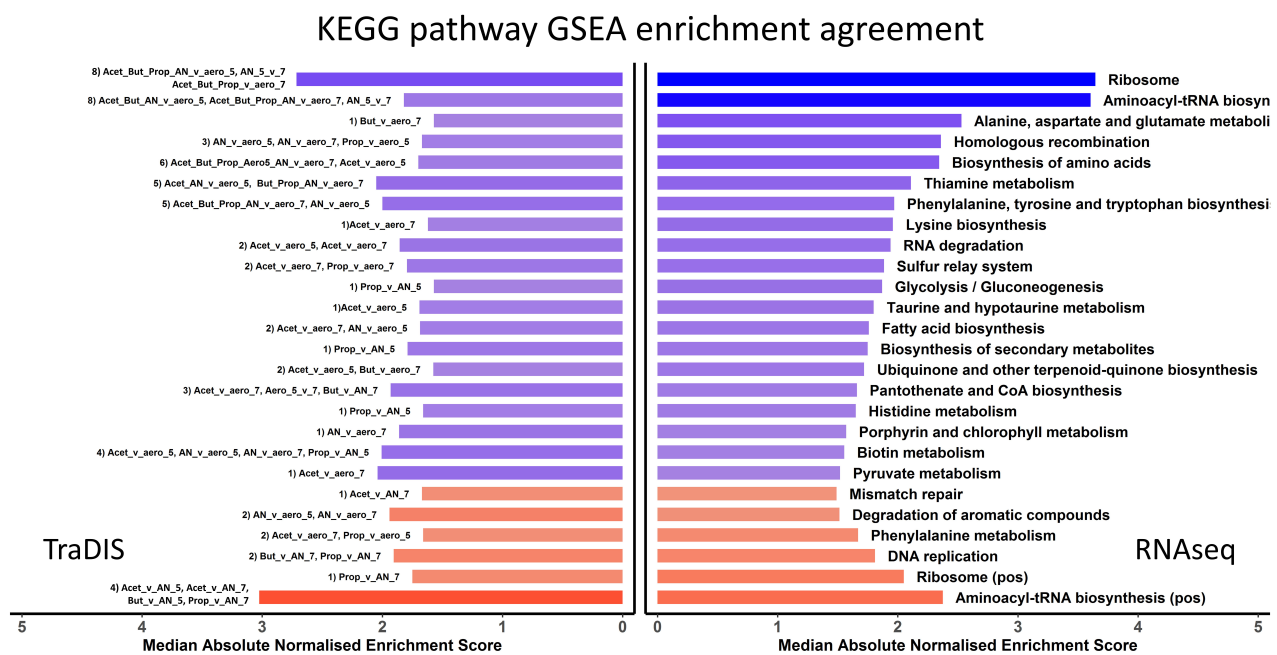 KEGG pathway GSEA enrichment agreement
8) Acet_But_Prop_AN_v_aero_5, AN_5_v_7
Acet_But_Prop_v_aero_7
Ribosome
8) Acet_But_AN_v_aero_5, Acet_But_Prop_AN_v_aero_7, AN_5_v_7
Aminoacyl-tRNA biosyn
1) But_v_aero_7
Alanine, aspartate and glutamate metaboli
3) AN_v_aero_5, AN_v_aero_7, Prop_v_aero_5
Homologous recombination
6) Acet_But_Prop_Aero5_AN_v_aero_7, Acet_v_aero_5
Biosynthesis of amino acids
5) Acet_AN_v_aero_5, But_Prop_AN_v_aero_7
Thiamine metabolism
5) Acet_But_Prop_AN_v_aero_7, AN_v_aero_5
Phenylalanine, tyrosine and tryptophan biosynthesi
1)Acet_v_aero_7
Lysine biosynthesis
2) Acet_v_aero_5, Acet_v_aero_7
RNA degradation
2) Acet_v_aero_7, Prop_v_aero_7
Sulfur relay system
1) Prop_v_AN_5
Glycolysis / Gluconeogenesis
1)Acet_v_aero_5
Taurine and hypotaurine metabolism
2) Acet_v_aero_7, AN_v_aero_5
Fatty acid biosynthesis
1) Prop_v_AN_5
Biosynthesis of secondary metabolites
2) Acet_v_aero_5, But_v_aero_7
Ubiquinone and other terpenoid-quinone biosynthesis
3) Acet_v_aero_7, Aero_5_v_7, But_v_AN_7
Pantothenate and CoA biosynthesis
1) Prop_v_AN_5
Histidine metabolism
1) AN_v_aero_7
Porphyrin and chlorophyll metabolism
4) Acet_v_aero_5, AN_v_aero_5, AN_v_aero_7, Prop_v_AN_5
Biotin metabolism
1) Acet_v_aero_7
Pyruvate metabolism
1) Acet_v_AN_7
Mismatch repair
2) AN_v_aero_5, AN_v_aero_7
Degradation of aromatic compounds
2) Acet_v_aero_7, Prop_v_aero_5
Phenylalanine metabolism
TraDIS
RNAseq
2) But_v_AN_7, Prop_v_AN_7
DNA replication
1) Prop_v_AN_7
Ribosome (pos)
4) Acet_v_AN_5, Acet_v_AN_7,
But_v_AN_5, Prop_v_AN_7
Aminoacyl-tRNA biosynthesis (pos)
5 4 3 2 1 0
0 1 2 3 4 5
Median Absolute Normalised Enrichment Score
Median Absolute Normalised Enrichment Score